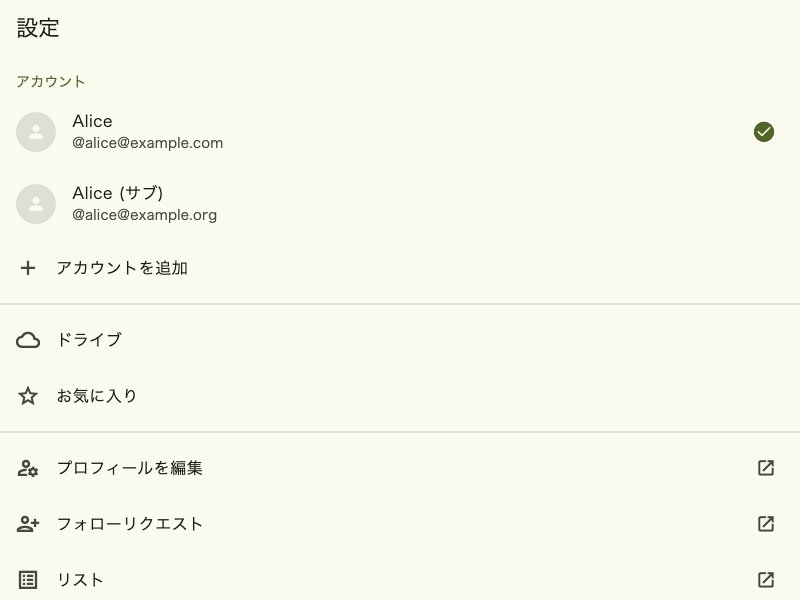 設定
アカウント
Alice
@alice@example.com
Alice (サブ)
@alice@example.org
アカウントを追加
ドライブ
お気に入り
プロフィールを編集
フォローリクエスト
リスト